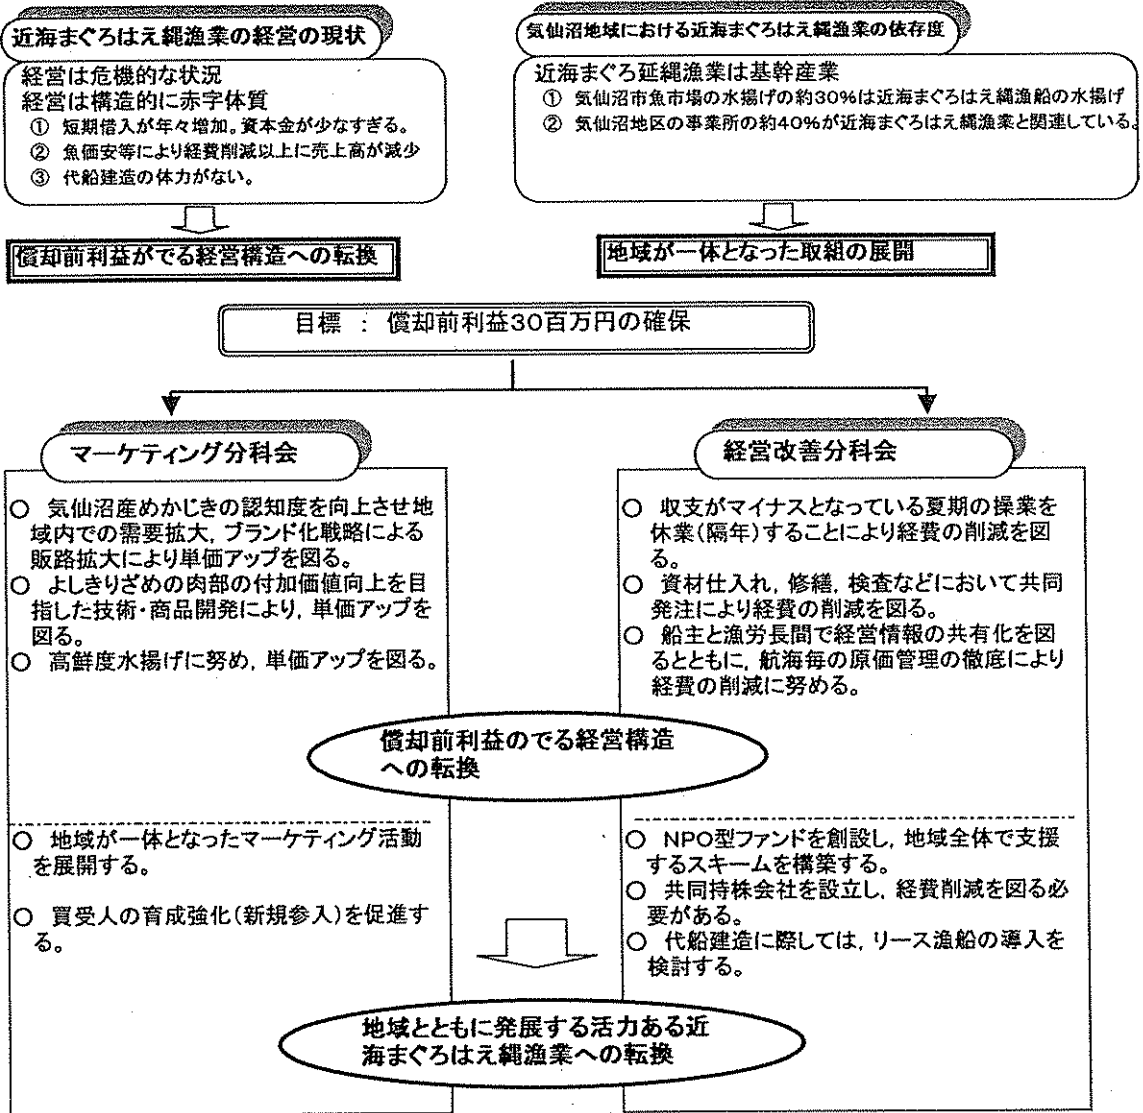 近海まぐろはえ縄漁業の経営の現状
経営は危機的な状況
経営は構造的に赤字体質
① 短期借入が年々増加。資本金が少なすぎる。
② 魚価安等により経費削減以上に売上高が減少
③ 代船建造の体力がない。
償却前利益がでる経営構造への転換
気仙沼地域における近海まぐろはえ縄漁業の依存度
近海まぐろ延縄漁業は基幹産業
① 気仙沼市魚市場の水揚げの約30%は近海まぐろはえ縄漁船の水揚げ
② 気仙沼地区の事業所の約40%が近海まぐろはえ縄漁業と関連している。
地域が一体となった取組の展開
目標 : 償却前利益30百万円の確保
マーケティング分科会
○ 気仙沼産めかじきの認知度を向上させ地
域内での需要拡大, ブランド化戦略による
販路拡大により単価アップを図る。
○ よしきりざめの肉部の付加価値向上を目
指した技術・商品開発により, 単価アップを
図る。
○ 高鮮度水揚げに努め, 単価アップを図る。
経営改善分科会
○ 収支がマイナスとなっている夏期の操業を
休業(隔年)することにより経費の削減を図
る。
○ 資材仕入れ, 修繕, 検査などにおいて共同
発注により経費の削減を図る。
○ 船主と漁労長間で経営情報の共有化を図
るとともに, 航海毎の原価管理の徹底により
経費の削減に努める。
償却前利益のでる経営構造
への転換
○ 地域が一体となったマーケティング活動
を展開する。
○ 買受人の育成強化(新規参入)を促進す
る。
○ NPO型ファンドを創設し, 地域全体で支援
するスキームを構築する。
○ 共同持株会社を設立し, 経費削減を図る必
要がある。
○ 代船建造に際しては, リース漁船の導入を
検討する。
地域とともに発展する活力ある近
海まぐろはえ縄漁業への転換